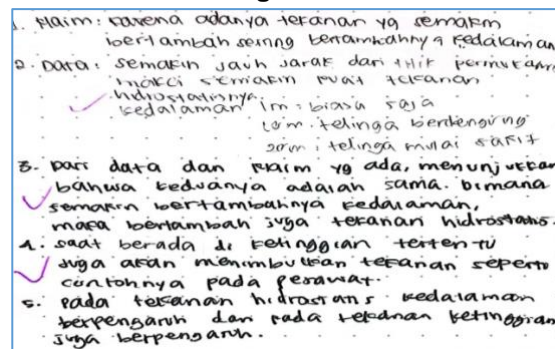 1. Klaim: Karena adanya tekanan yg semakin
bertambah seiring bertambahnya kedalaman
2. Data: semakin jauh jarak dari titik permukaan
maka semakin kuat tekanan
hidrostatisnya.
kedalaman 1m: biasa saja
10m: telinga berdengung
20m: telinga mulai sakit
3. Dari data dan klaim yg ada, menunjukkan
bahwa keduanya adalah sama. Dimana
semakin bertambahnya kedalaman,
maka bertambah juga tekanan hidrostatis.
4. saat berada di ketinggian tertentu
juga akan menimbulkan tekanan seperti
contohnya pada pesawat.
5. pada tekanan hidrostatis kedalaman
berpengaruh dan pada tekanan ketinggian
juga berpengaruh.